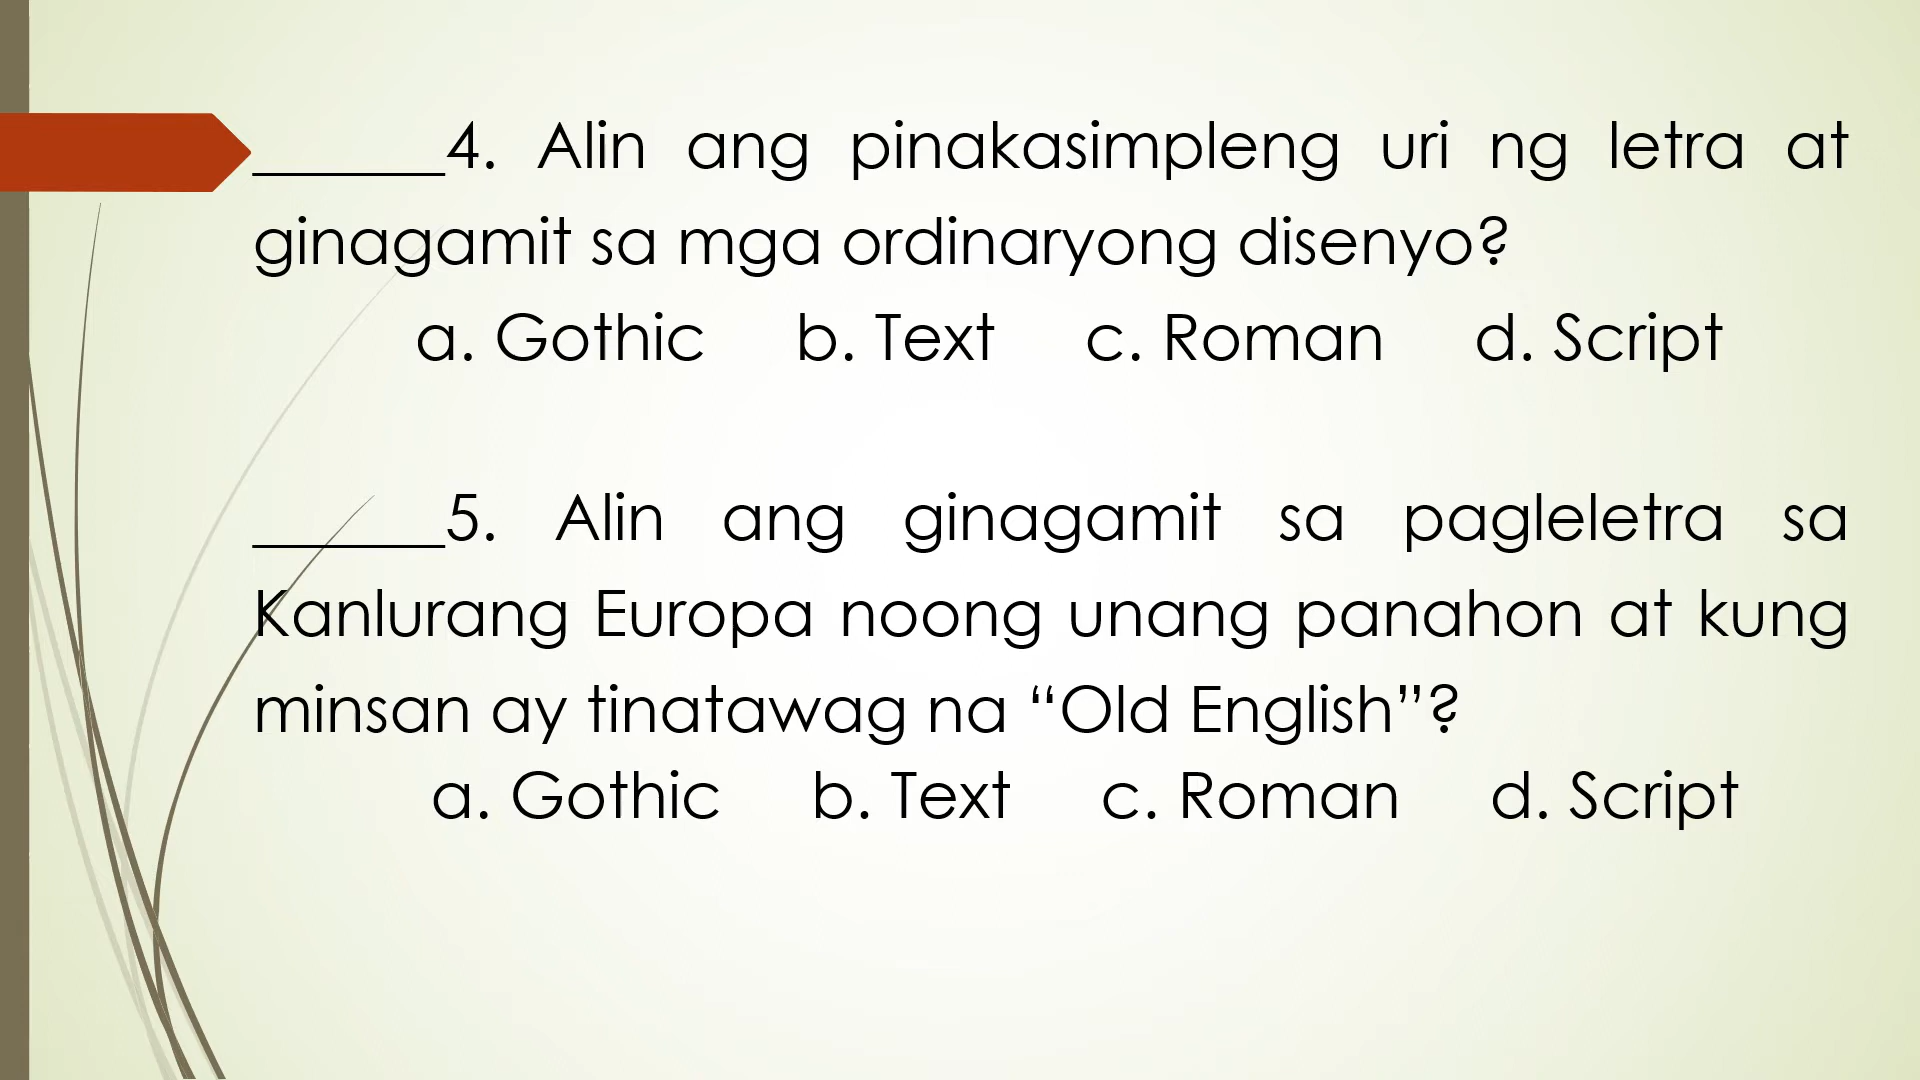 ______4. Alin ang pinakasimpleng uri ng letra at
ginagamit sa mga ordinaryong disenyo?
a. Gothic b. Text c. Roman d. Script
______5. Alin ang ginagamit sa pagleletra sa
Kanlurang Europa noong unang panahon at kung
minsan ay tinatawag na “Old English”?
a. Gothic b. Text c. Roman d. Script